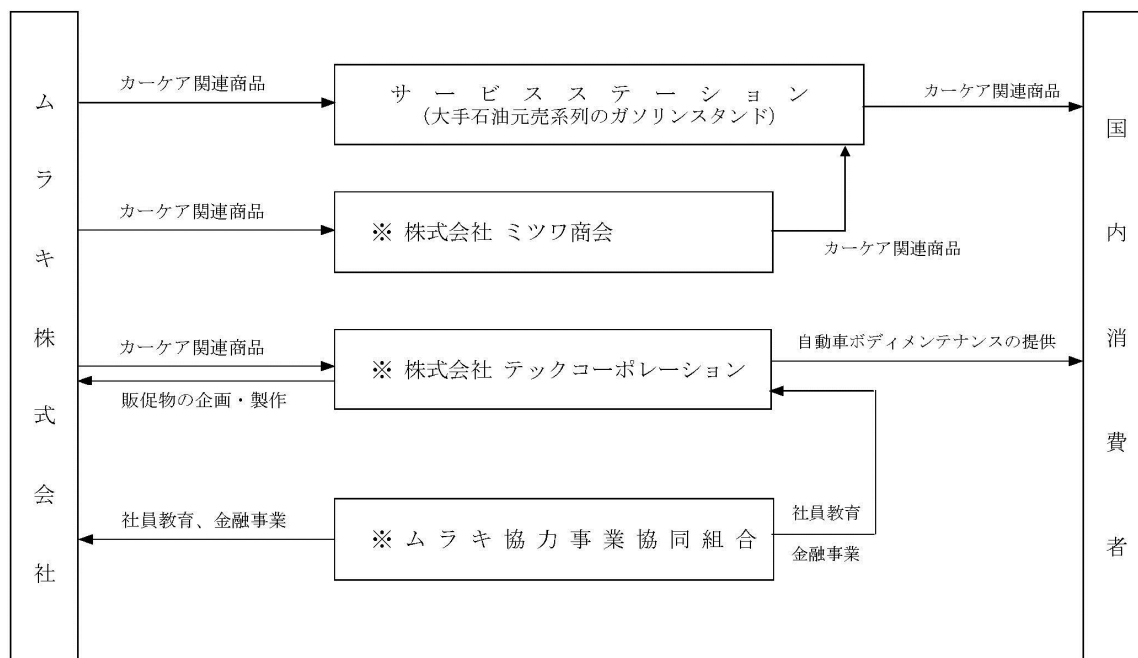 ムラキ株式会社
カーケア関連商品
サービスステーション
(大手石油元売系列のガソリンスタンド)
カーケア関連商品
カーケア関連商品
※ 株式会社 ミツワ商会
カーケア関連商品
カーケア関連商品
※ 株式会社 テックコーポレーション
自動車ボディメンテナンスの提供
販促物の企画・製作
社員教育、金融事業
※ムラキ協力事業協同組合
社員教育
金融事業
国内消費者